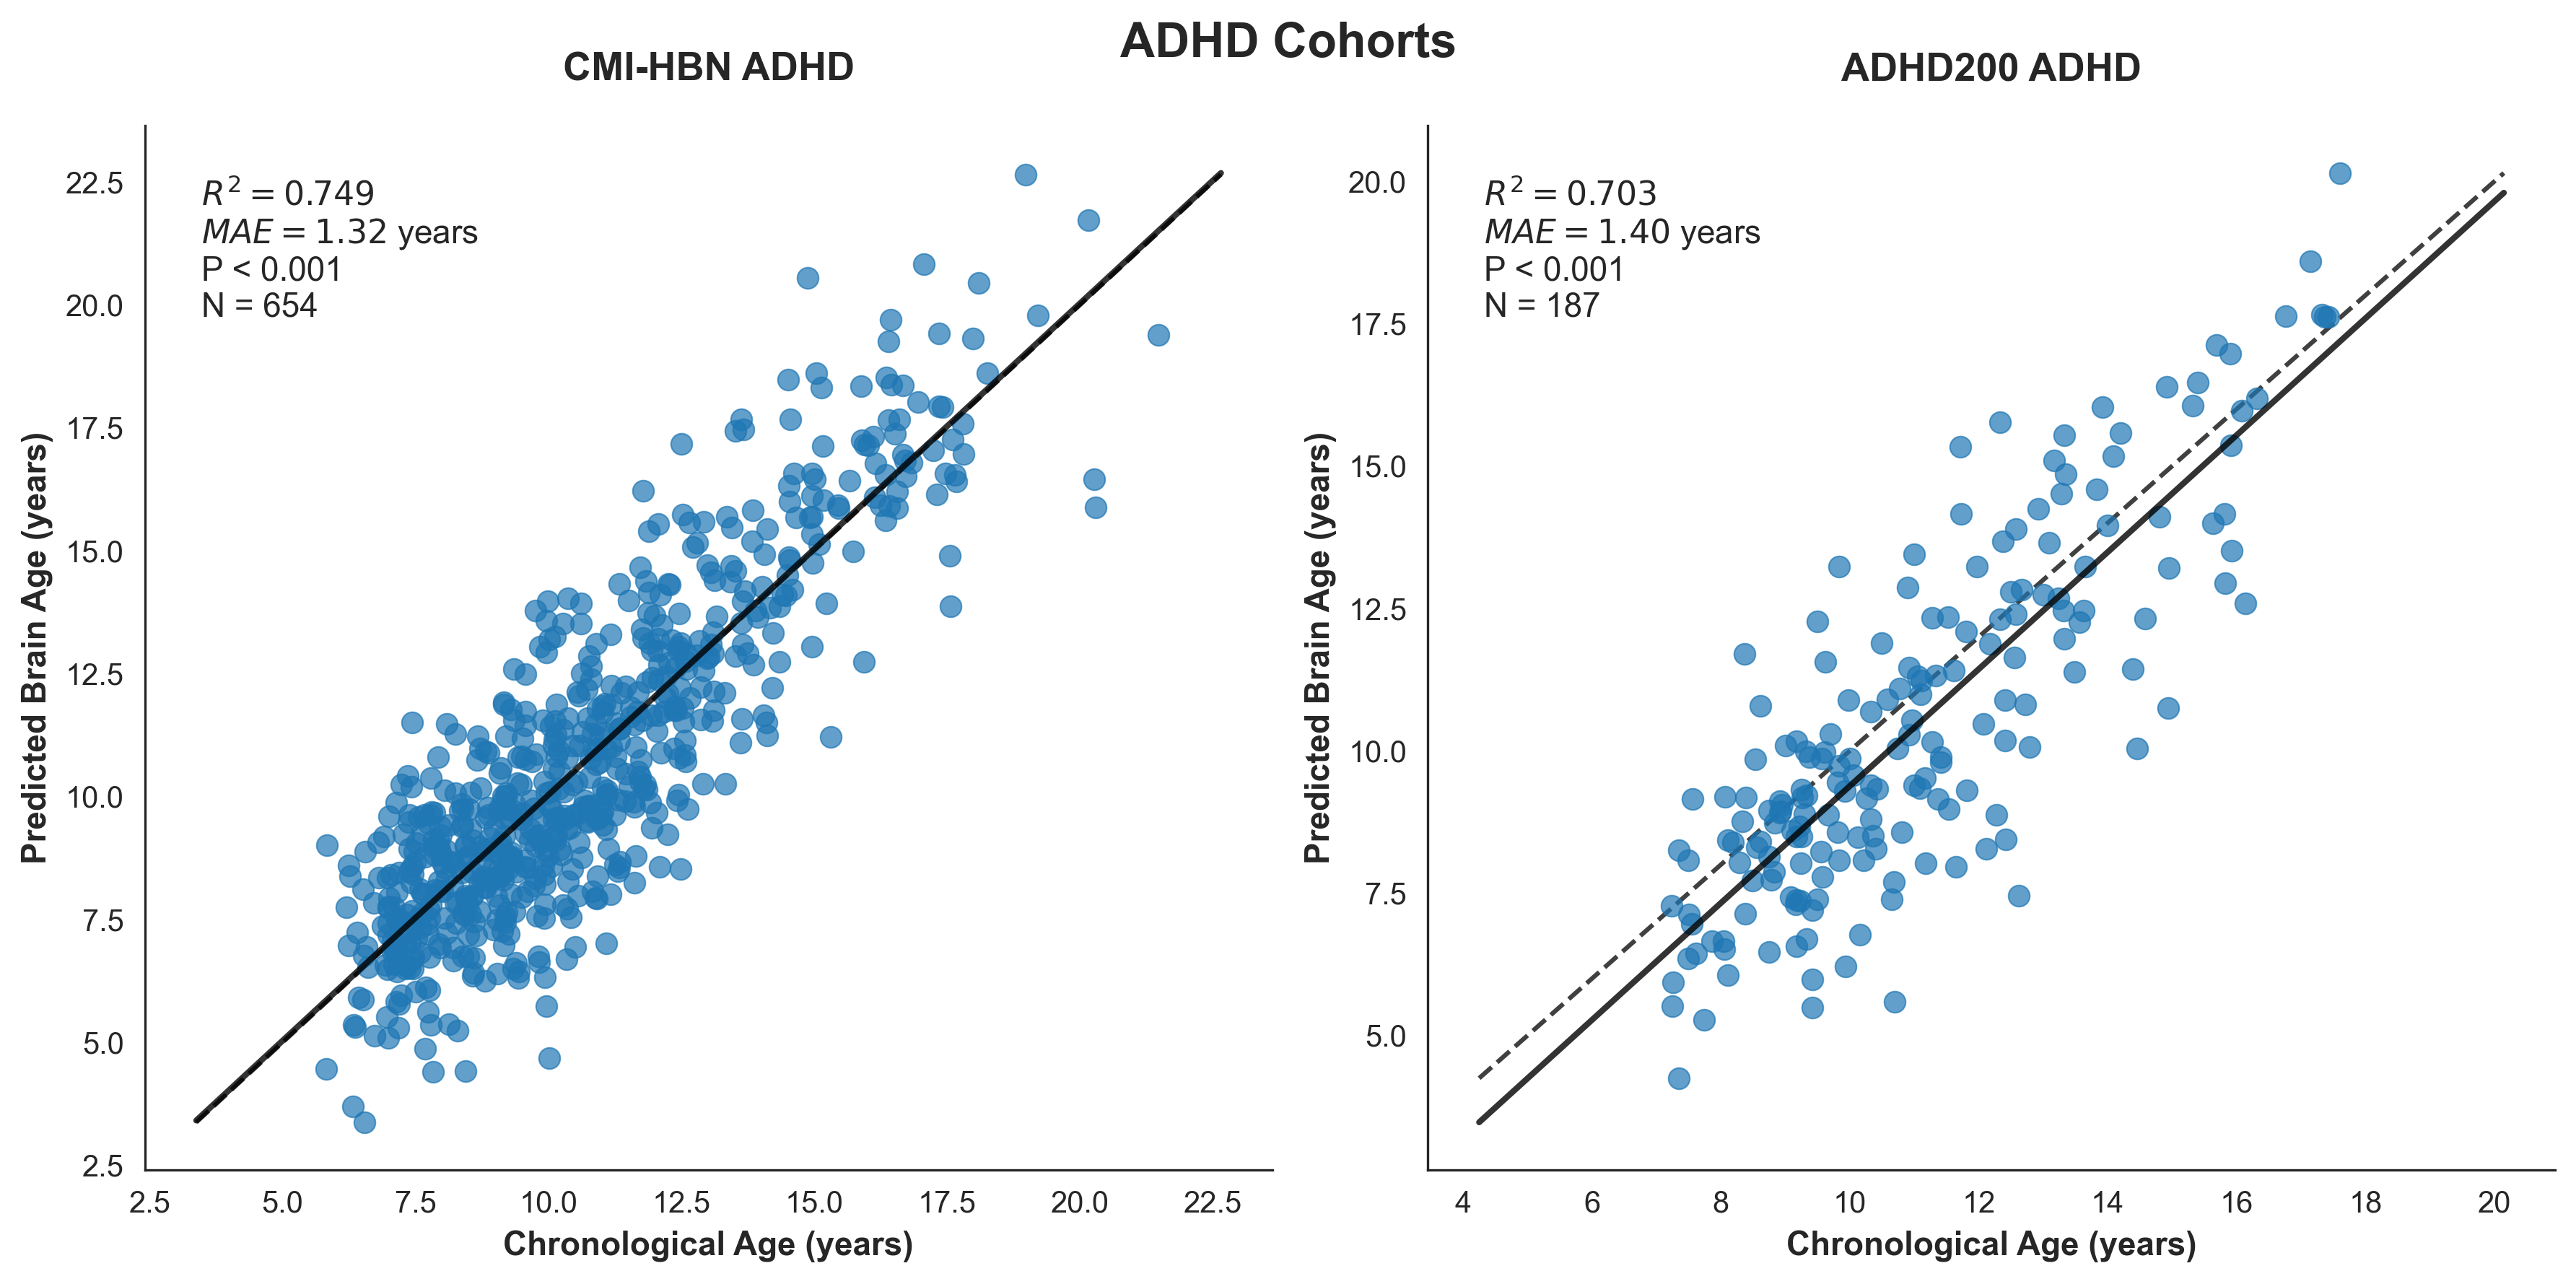 ADHD Cohorts
CMI-HBN ADHD
R² = 0.749
MAE = 1.32 years
P < 0.001
N = 654
Predicted Brain Age (years)
22.5
20.0
17.5
15.0
12.5
10.0
7.5
5.0
2.5
2.5 5.0 7.5 10.0 12.5 15.0 17.5 20.0 22.5
Chronological Age (years)
ADHD200 ADHD
R² = 0.703
MAE = 1.40 years
P < 0.001
N = 187
Predicted Brain Age (years)
20.0
17.5
15.0
12.5
10.0
7.5
5.0
4 6 8 10 12 14 16 18 20
Chronological Age (years)